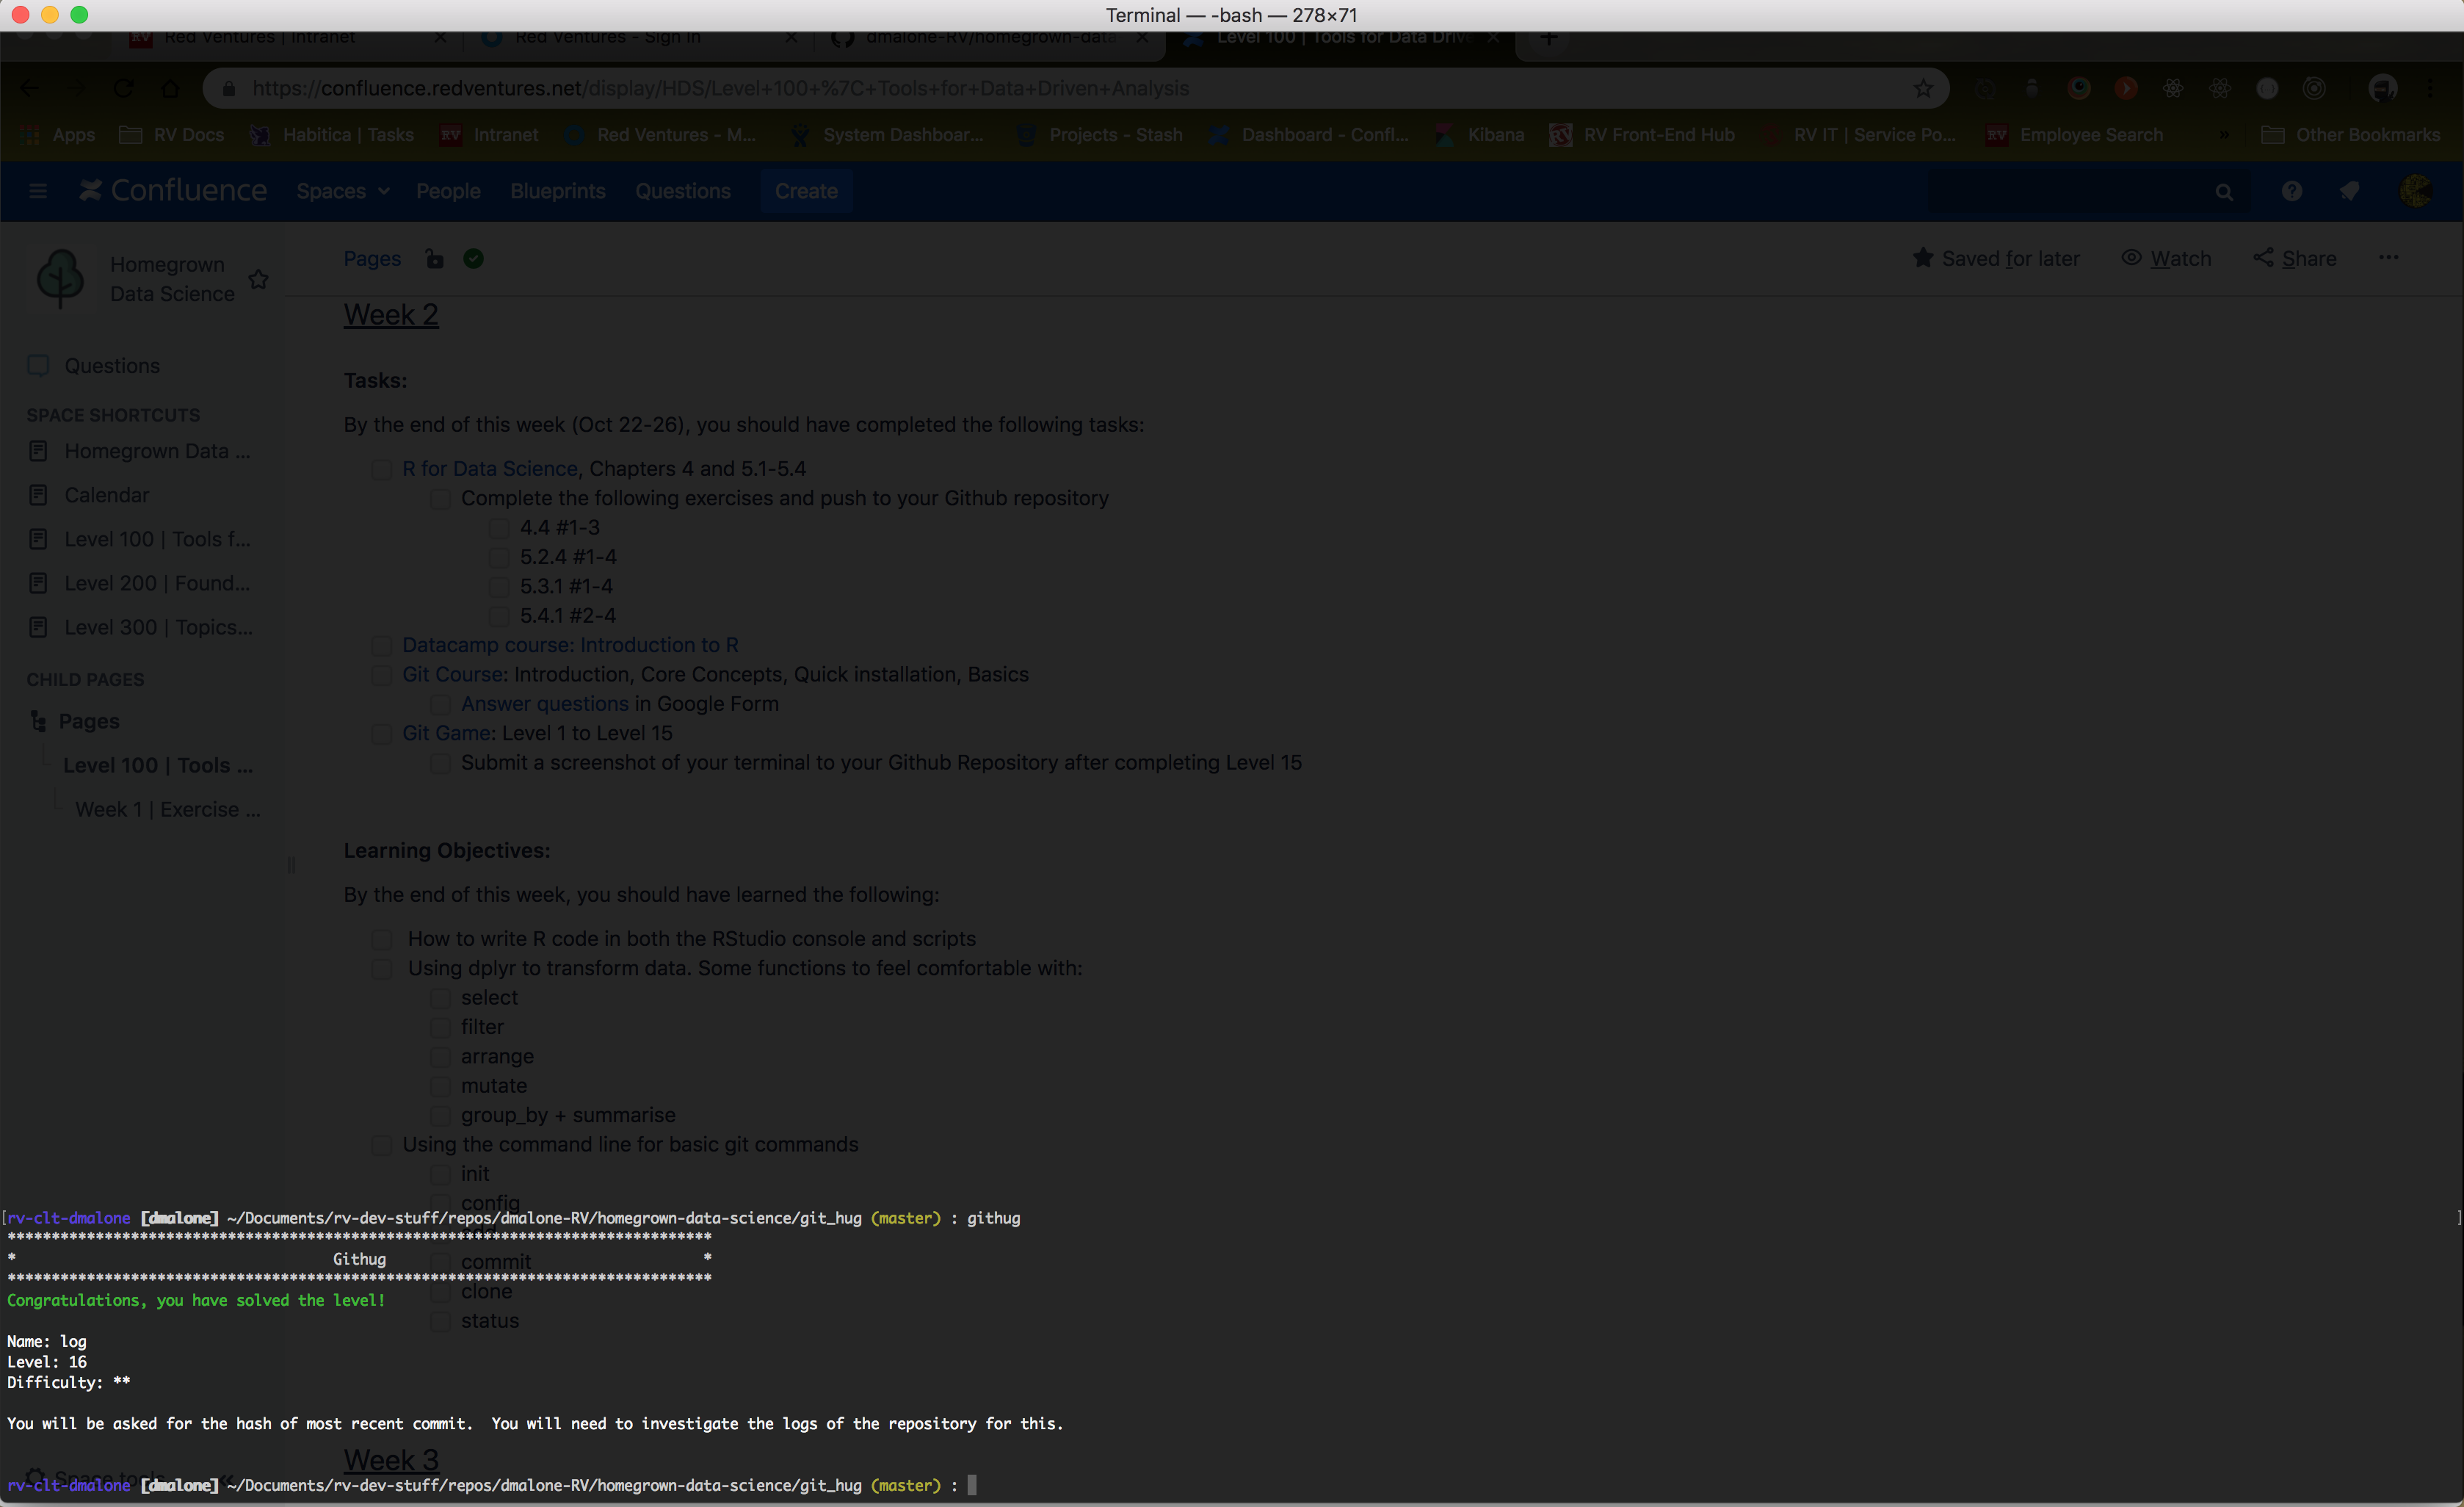 Terminal — -bash — 278×71
RV Red Ventures | Intranet
Red Ventures - Sign In
dmalone-RV/homegrown-data
Level 100 | Tools for Data Driv
https://confluence.redventures.net/display/HDS/Level+100+%7C+Tools+for+Data+Driven+Analysis
Apps RV Docs Habitica | Tasks RV Intranet Red Ventures - M... System Dashboar... Projects - Stash Dashboard - Confl... Kibana RV Front-End Hub RV IT | Service Po... RV Employee Search » Other Bookmarks
Confluence Spaces People Blueprints Questions Create
Homegrown
Data Science
Questions
SPACE SHORTCUTS
Homegrown Data ...
Calendar
Level 100 | Tools f...
Level 200 | Found...
Level 300 | Topics...
CHILD PAGES
Pages
Level 100 | Tools ...
Week 1 | Exercise ...
Space tools «
Pages
Saved for later Watch Share ...
Week 2
Tasks:
By the end of this week (Oct 22-26), you should have completed the following tasks:
R for Data Science, Chapters 4 and 5.1-5.4
Complete the following exercises and push to your Github repository
4.4 #1-3
5.2.4 #1-4
5.3.1 #1-4
5.4.1 #2-4
Datacamp course: Introduction to R
Git Course: Introduction, Core Concepts, Quick installation, Basics
Answer questions in Google Form
Git Game: Level 1 to Level 15
Submit a screenshot of your terminal to your Github Repository after completing Level 15
Learning Objectives:
By the end of this week, you should have learned the following:
How to write R code in both the RStudio console and scripts
Using dplyr to transform data. Some functions to feel comfortable with:
select
filter
arrange
mutate
group_by + summarise
Using the command line for basic git commands
init
config
add
commit
clone
status
Week 3
[rv-clt-dmalone [dmalone] ~/Documents/rv-dev-stuff/repos/dmalone-RV/homegrown-data-science/git_hug (master) : githug ]
********************************************************************************
* Githug *
********************************************************************************
Congratulations, you have solved the level!
Name: log
Level: 16
Difficulty: **
You will be asked for the hash of most recent commit. You will need to investigate the logs of the repository for this.
rv-clt-dmalone [dmalone] ~/Documents/rv-dev-stuff/repos/dmalone-RV/homegrown-data-science/git_hug (master) :